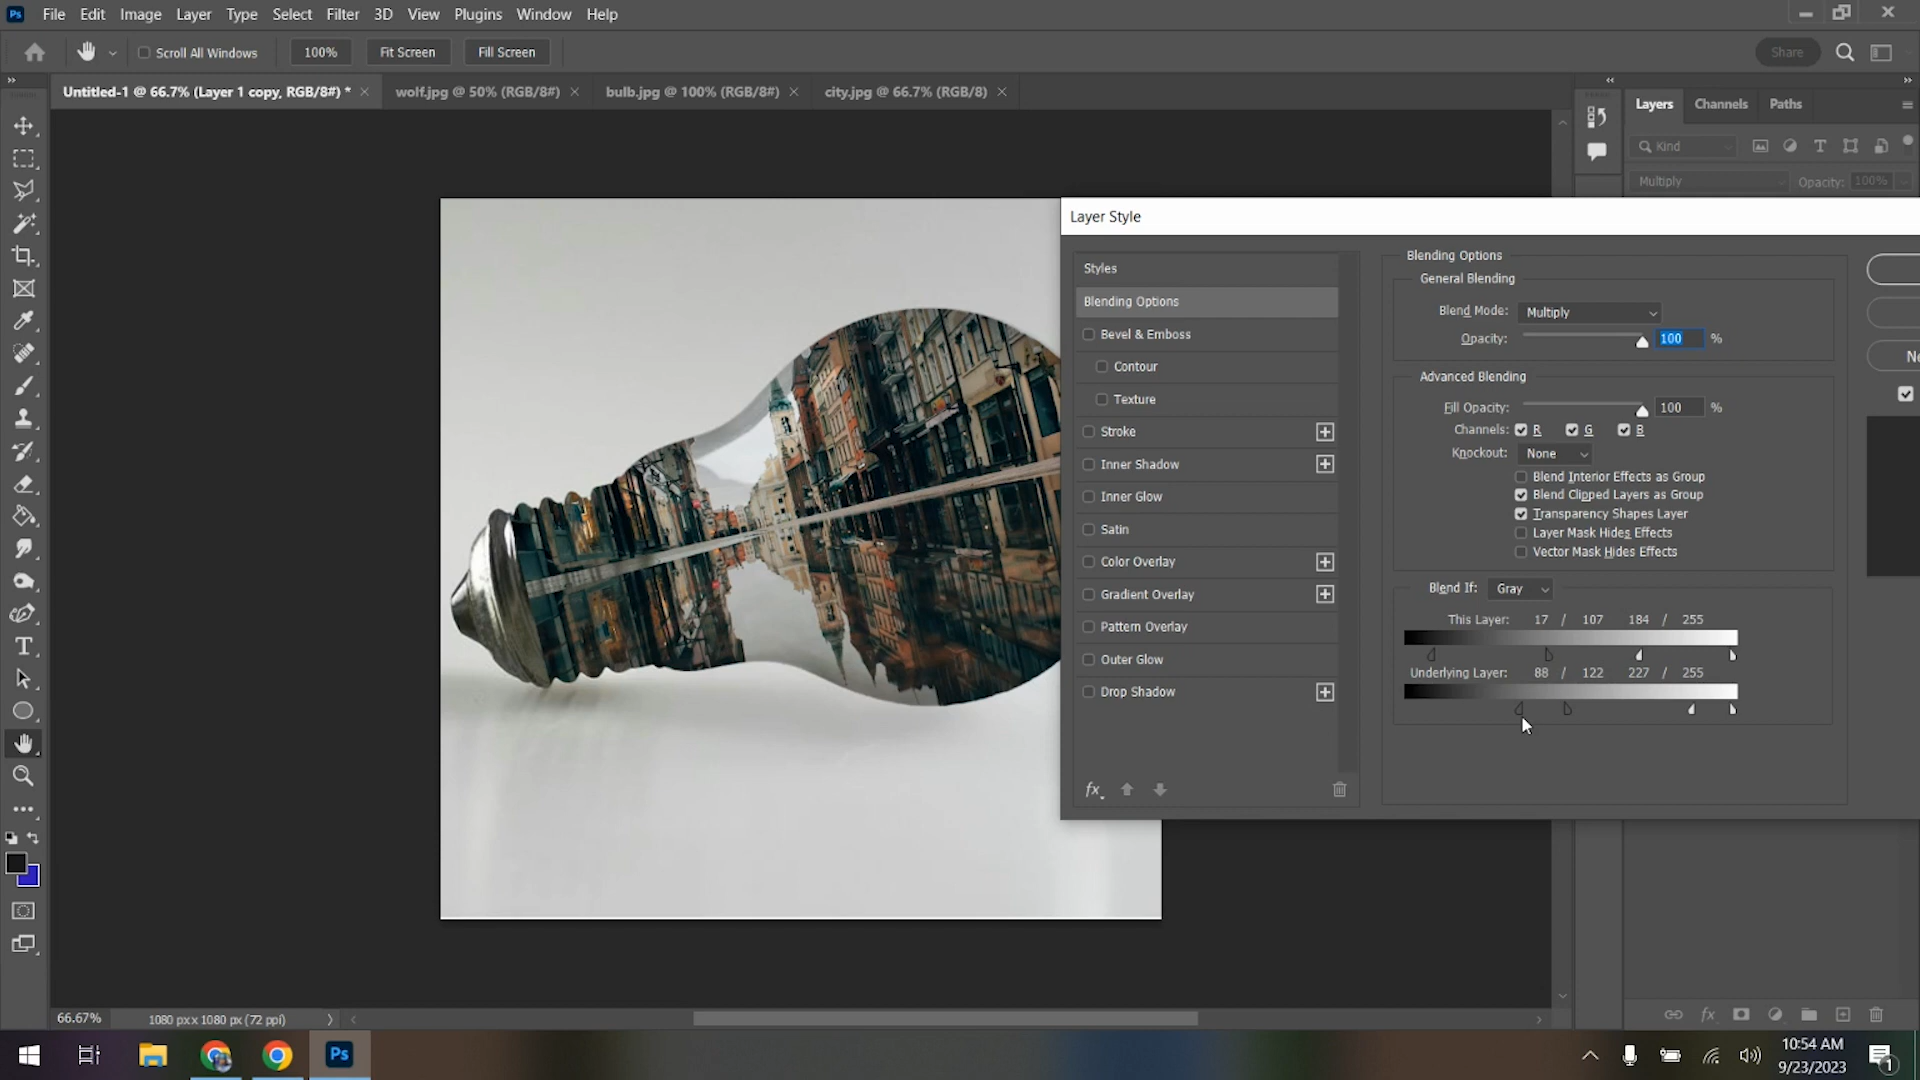 Ps File Edit Image Layer Type Select Filter 3D View Plugins Window Help
Scroll All Windows 100% Fit Screen Fill Screen Share
Untitled-1 @ 66.7% (Layer 1 copy, RGB/8#) * wolf.jpg @ 50% (RGB/8#) bulb.jpg @ 100% (RGB/8#) city.jpg @ 66.7% (RGB/8)
Layers Channels Paths
Kind
Multiply Opacity: 100%
Layer Style
Styles
Blending Options
Bevel & Emboss
Contour
Texture
Stroke
Inner Shadow
Inner Glow
Satin
Color Overlay
Gradient Overlay
Pattern Overlay
Outer Glow
Drop Shadow
fx
Blending Options
General Blending
Blend Mode: Multiply
Opacity: 100 %
Advanced Blending
Fill Opacity: 100 %
Channels: R G B
Knockout: None
Blend Interior Effects as Group
Blend Clipped Layers as Group
Transparency Shapes Layer
Layer Mask Hides Effects
Vector Mask Hides Effects
Blend If: Gray
This Layer: 17 / 107 184 / 255
Underlying Layer: 88 / 122 227 / 255
Ne
66.67% 1080 px x 1080 px (72 ppi)
fx
Ps
10:54 AM
9/23/2023
1